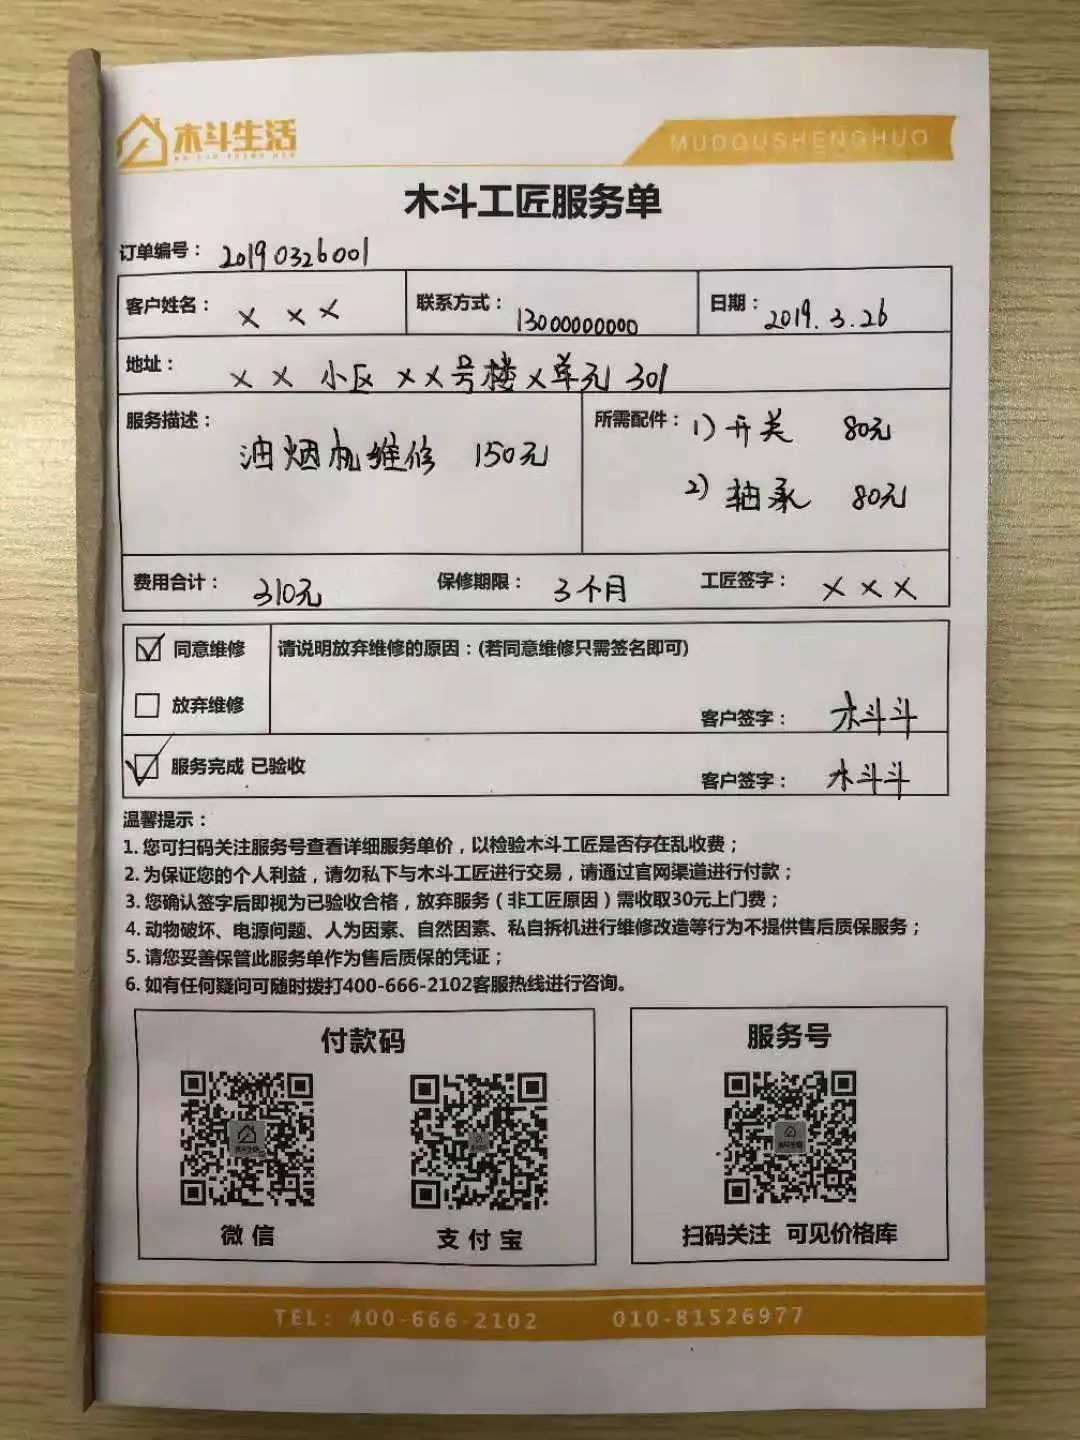 木斗生活
MUDOUSHENGHUO
木斗工匠服务单
订单编号： 20190326001
客户姓名： × × × 联系方式： 13000000000 日期： 2019.3.26
地址： × × 小区 ××号楼×单元 301
服务描述： 油烟机维修 150元
所需配件： 1）开关 80元
2）轴承 80元
费用合计： 310元 保修期限： 3个月 工匠签字： × × ×
同意维修 请说明放弃维修的原因：(若同意维修只需签名即可)
放弃维修
客户签字： 木斗斗
服务完成 已验收 客户签字： 木斗斗
温馨提示：
1. 您可扫码关注服务号查看详细服务单价，以检验木斗工匠是否存在乱收费；
2. 为保证您的个人利益，请勿私下与木斗工匠进行交易，请通过官网渠道进行付款；
3. 您确认签字后即视为已验收合格，放弃服务（非工匠原因）需收取30元上门费；
4. 动物破坏、电源问题、人为因素、自然因素、私自拆机进行维修改造等行为不提供售后质保服务；
5. 请您妥善保管此服务单作为售后质保的凭证；
6. 如有任何疑问可随时拨打400-666-2102客服热线进行咨询。
付款码
微信 支付宝
服务号
扫码关注 可见价格库
TEL: 400-666-2102 010-81526977